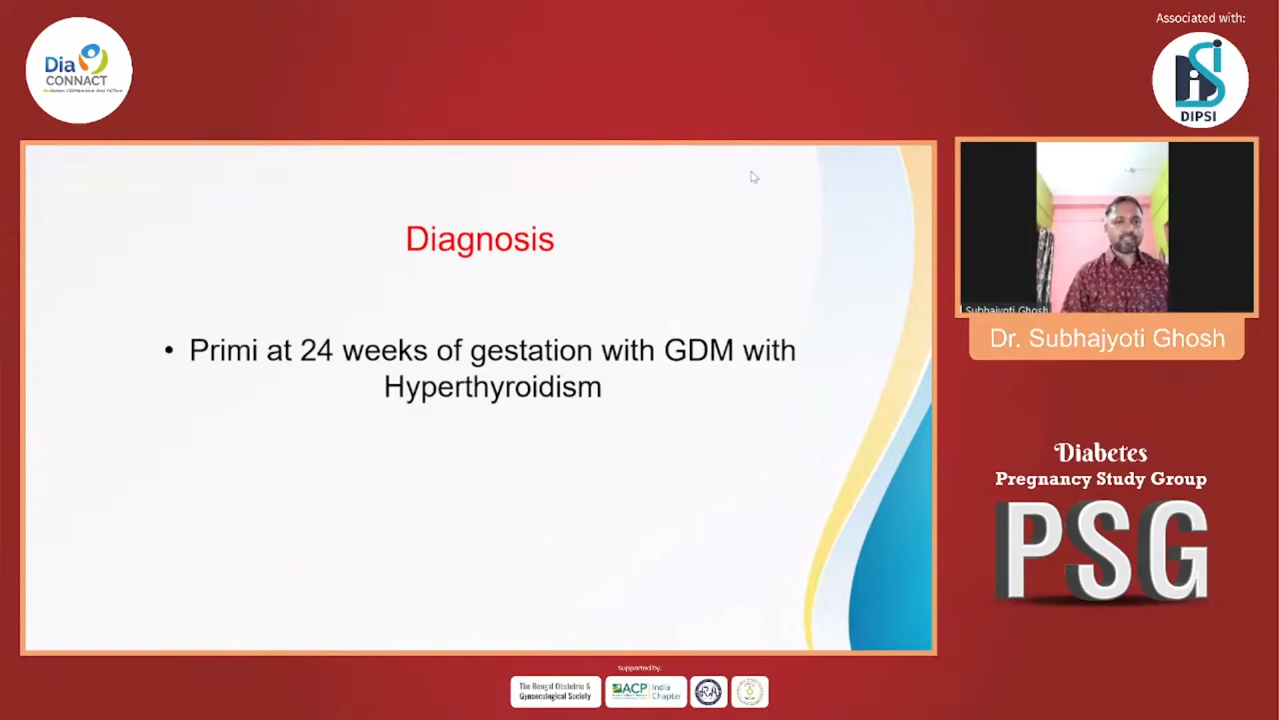 Associated with:
Dia
CONNACT
DIPSI
Diagnosis
• Primi at 24 weeks of gestation with GDM with
Hyperthyroidism
Subhajyoti Ghosh
Dr. Subhajyoti Ghosh
Diabetes
Pregnancy Study Group
PSG
Supported by:
The Bengal Obstetric &
Gynaecological Society
ACP India
Chapter